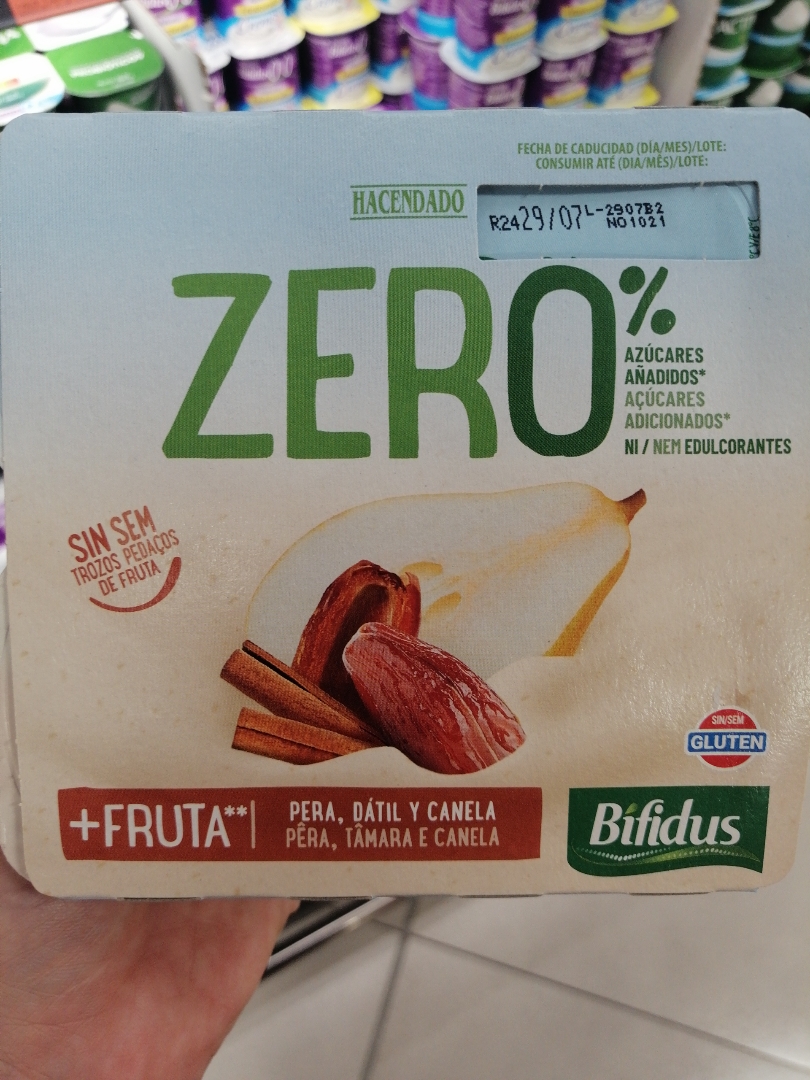 FECHA DE CADUCIDAD (DÍA/MES)/LOTE:
CONSUMIR ATÉ (DIA/MÊS)/LOTE:
HACENDADO
R24 29/07 L-2907B2
NO1021
ZERO%
AZÚCARES
AÑADIDOS*
AÇÚCARES
ADICIONADOS*
NI / NEM EDULCORANTES
SIN SEM
TROZOS PEDAÇOS
DE FRUTA
SIN/SEM
GLUTEN
+FRUTA**
PERA, DÁTIL Y CANELA
PÊRA, TÂMARA E CANELA
Bífidus